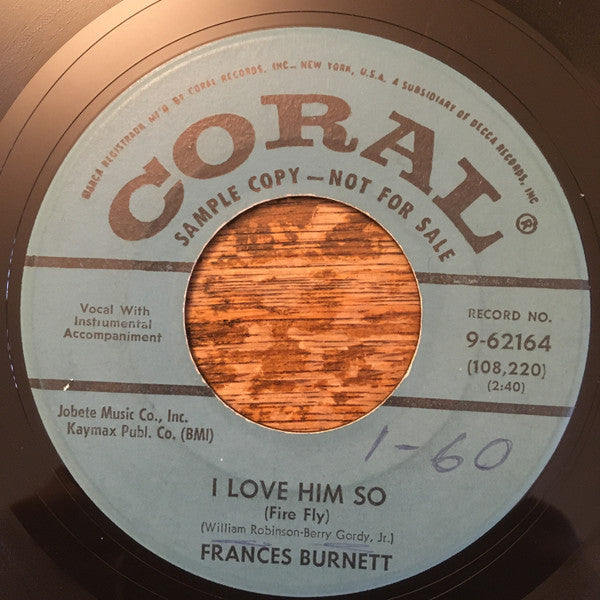 MARCA REGISTRADA MF'D BY CORAL RECORDS, INC., NEW YORK, U.S.A. A SUBSIDIARY OF DECCA RECORDS, INC
CORAL®
SAMPLE COPY—NOT FOR SALE
Vocal With
Instrumental
Accompaniment
RECORD NO.
9-62164
(108,220)
(2:40)
Jobete Music Co., Inc.
Kaymax Publ. Co. (BMI)
1-60
I LOVE HIM SO
(Fire Fly)
(William Robinson-Berry Gordy, Jr.)
FRANCES BURNETT